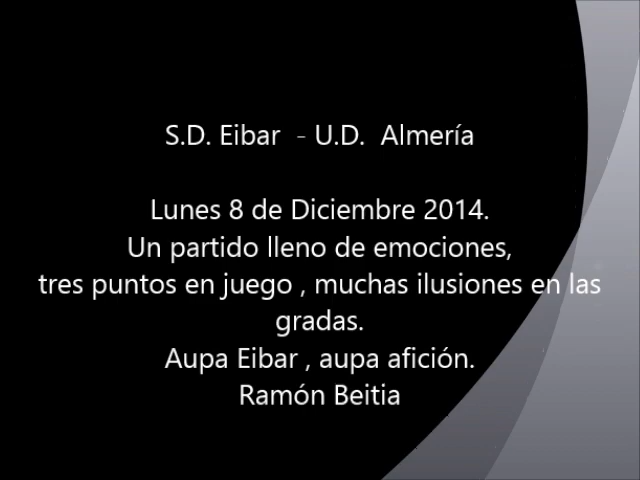 S.D. Eibar  - U.D.  Almería
Lunes 8 de Diciembre 2014.
Un partido lleno de emociones,
tres puntos en juego , muchas ilusiones en las
gradas.
Aupa Eibar , aupa afición.
Ramón Beitia